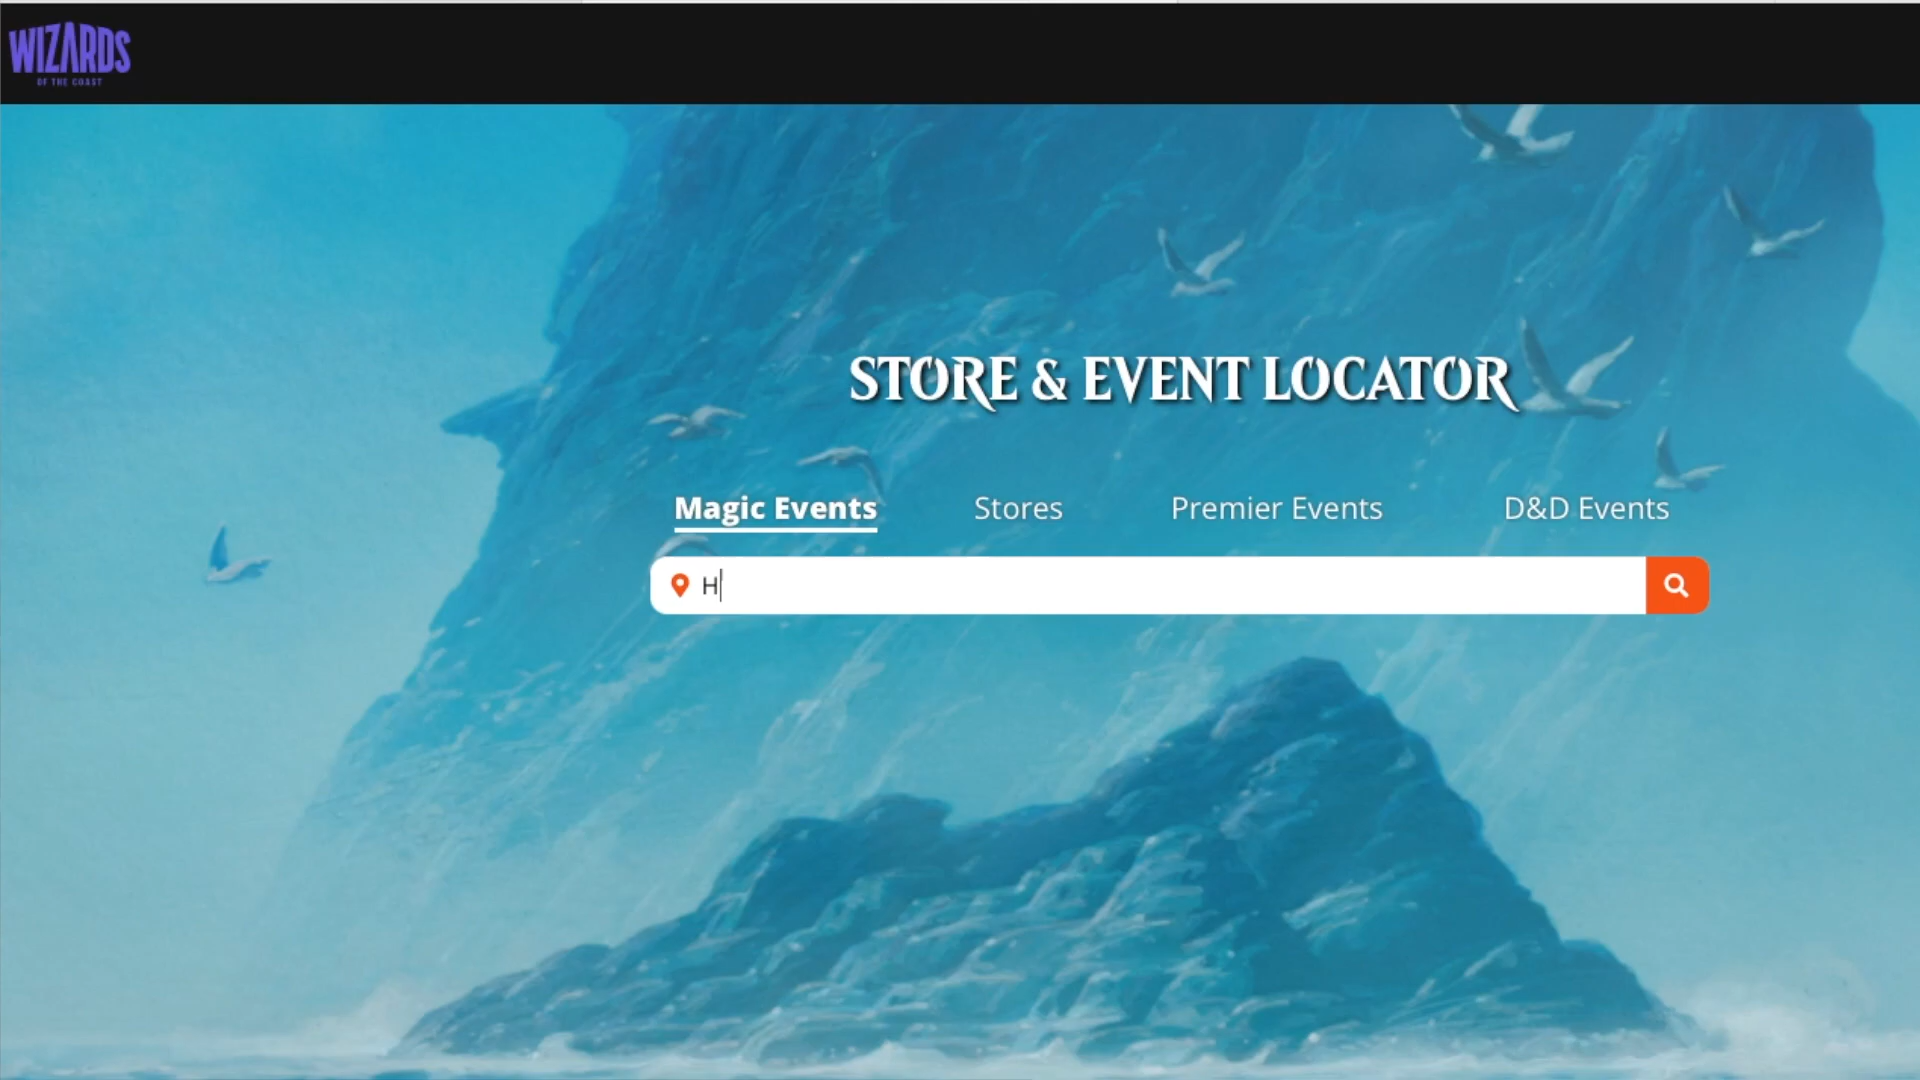 WIZARDS
OF THE COAST
STORE & EVENT LOCATOR
Magic Events Stores Premier Events D&D Events
H